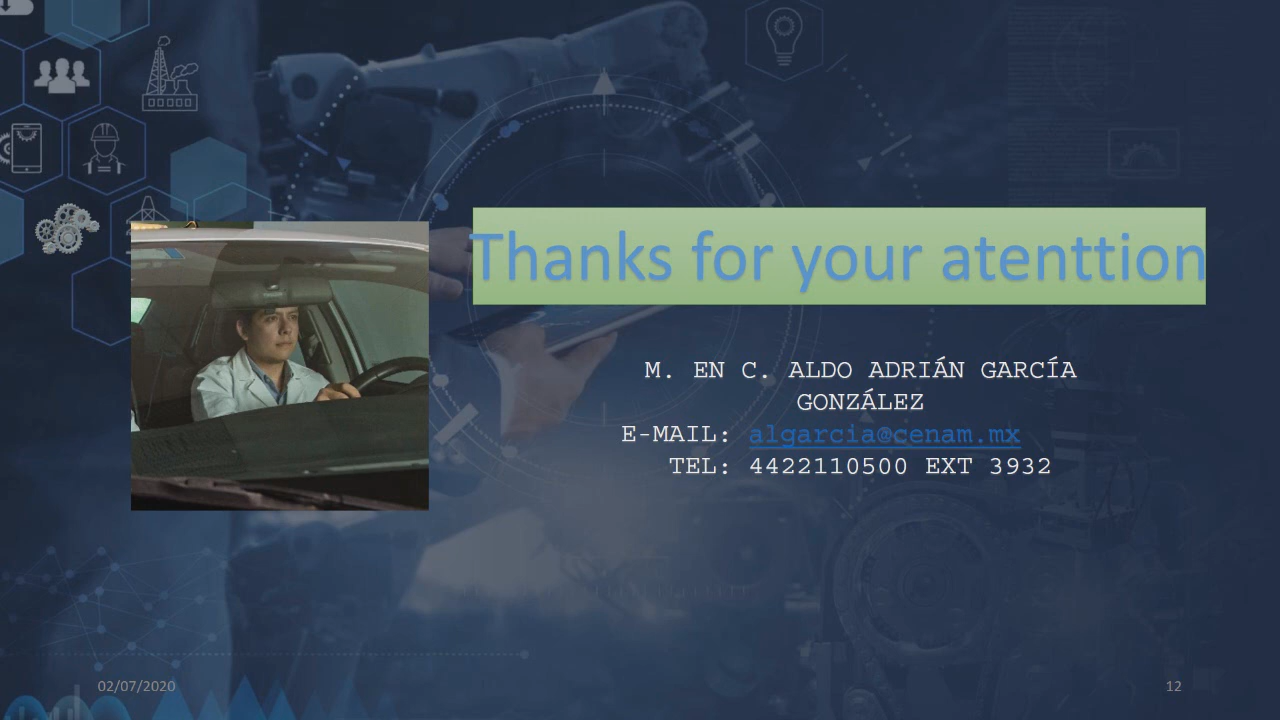 Thanks for your atenttion
M. EN C. ALDO ADRIÁN GARCÍA
GONZÁLEZ
E-MAIL: algarcia@cenam.mx
TEL: 4422110500 EXT 3932
02/07/2020
12